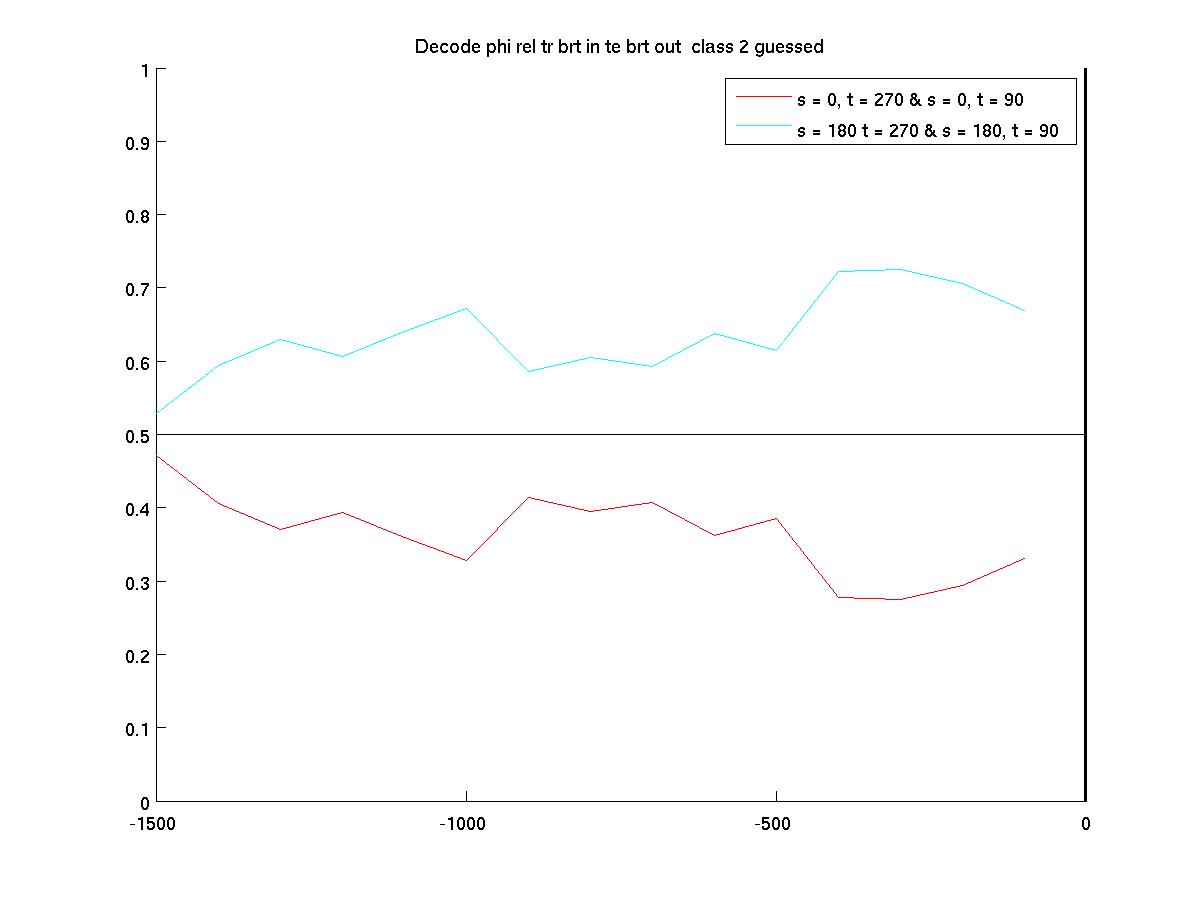 Decode phi rel tr brt in te brt out  class 2 guessed
s = 0, t = 270 & s = 0, t = 90
s = 180 t = 270 & s = 180, t = 90
1
0.9
0.8
0.7
0.6
0.5
0.4
0.3
0.2
0.1
0
-1500 -1000 -500 0